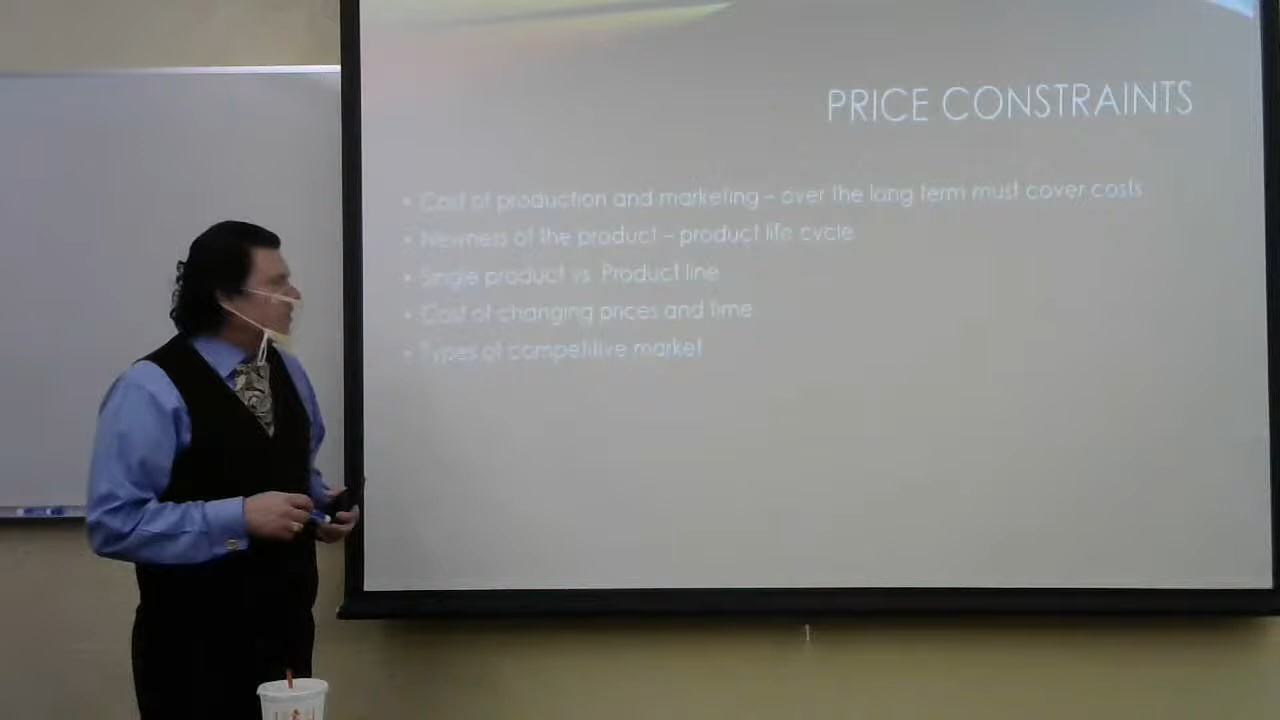 PRICE CONSTRAINTS
• Cost of production and marketing – over the long term must cover costs
• Newness of the product – product life cycle
• Single product vs. Product line
• Cost of changing prices and time
• Types of competitive market